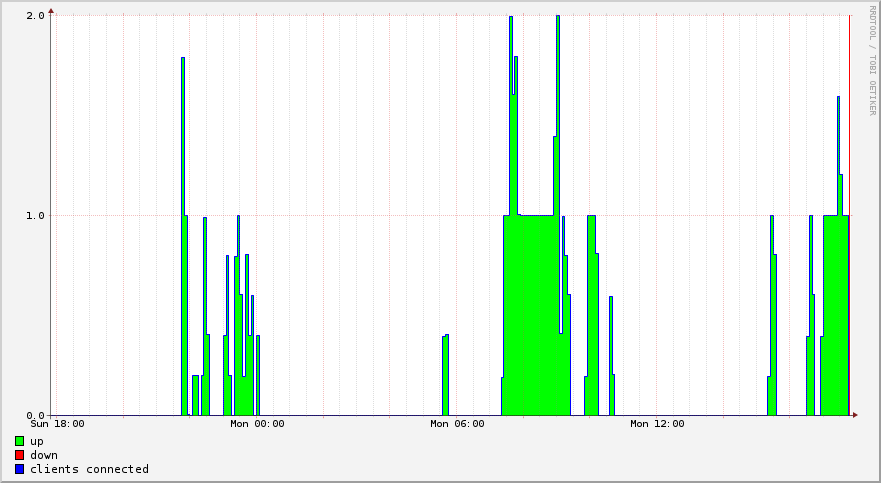 2.0
1.0
0.0
Sun 18:00 Mon 00:00 Mon 06:00 Mon 12:00
up
down
clients connected
RRDTOOL / TOBI OETIKER